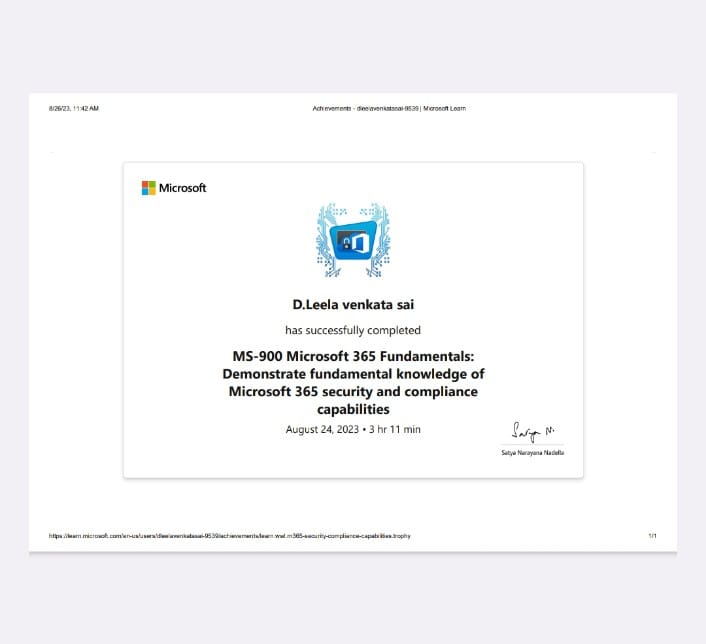 8/26/23, 11:42 AM
Achievements - dleelavenkatasai-9539 | Microsoft Learn
Microsoft
D.Leela venkata sai
has successfully completed
MS-900 Microsoft 365 Fundamentals:
Demonstrate fundamental knowledge of
Microsoft 365 security and compliance
capabilities
August 24, 2023 • 3 hr 11 min
Satya N.
Satya Narayana Nadella
https://learn.microsoft.com/en-us/users/dleelavenkatasai-9539/achievements/learn.wwl.m365-security-compliance-capabilities.trophy
1/1